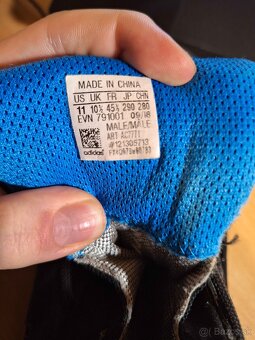 MADE IN CHINA
US UK FR JP CHN
11 10½ 45⅓ 290 280
EVN 791001 09/18
MALE/MALE
ART AC7771
#121305713
adidas